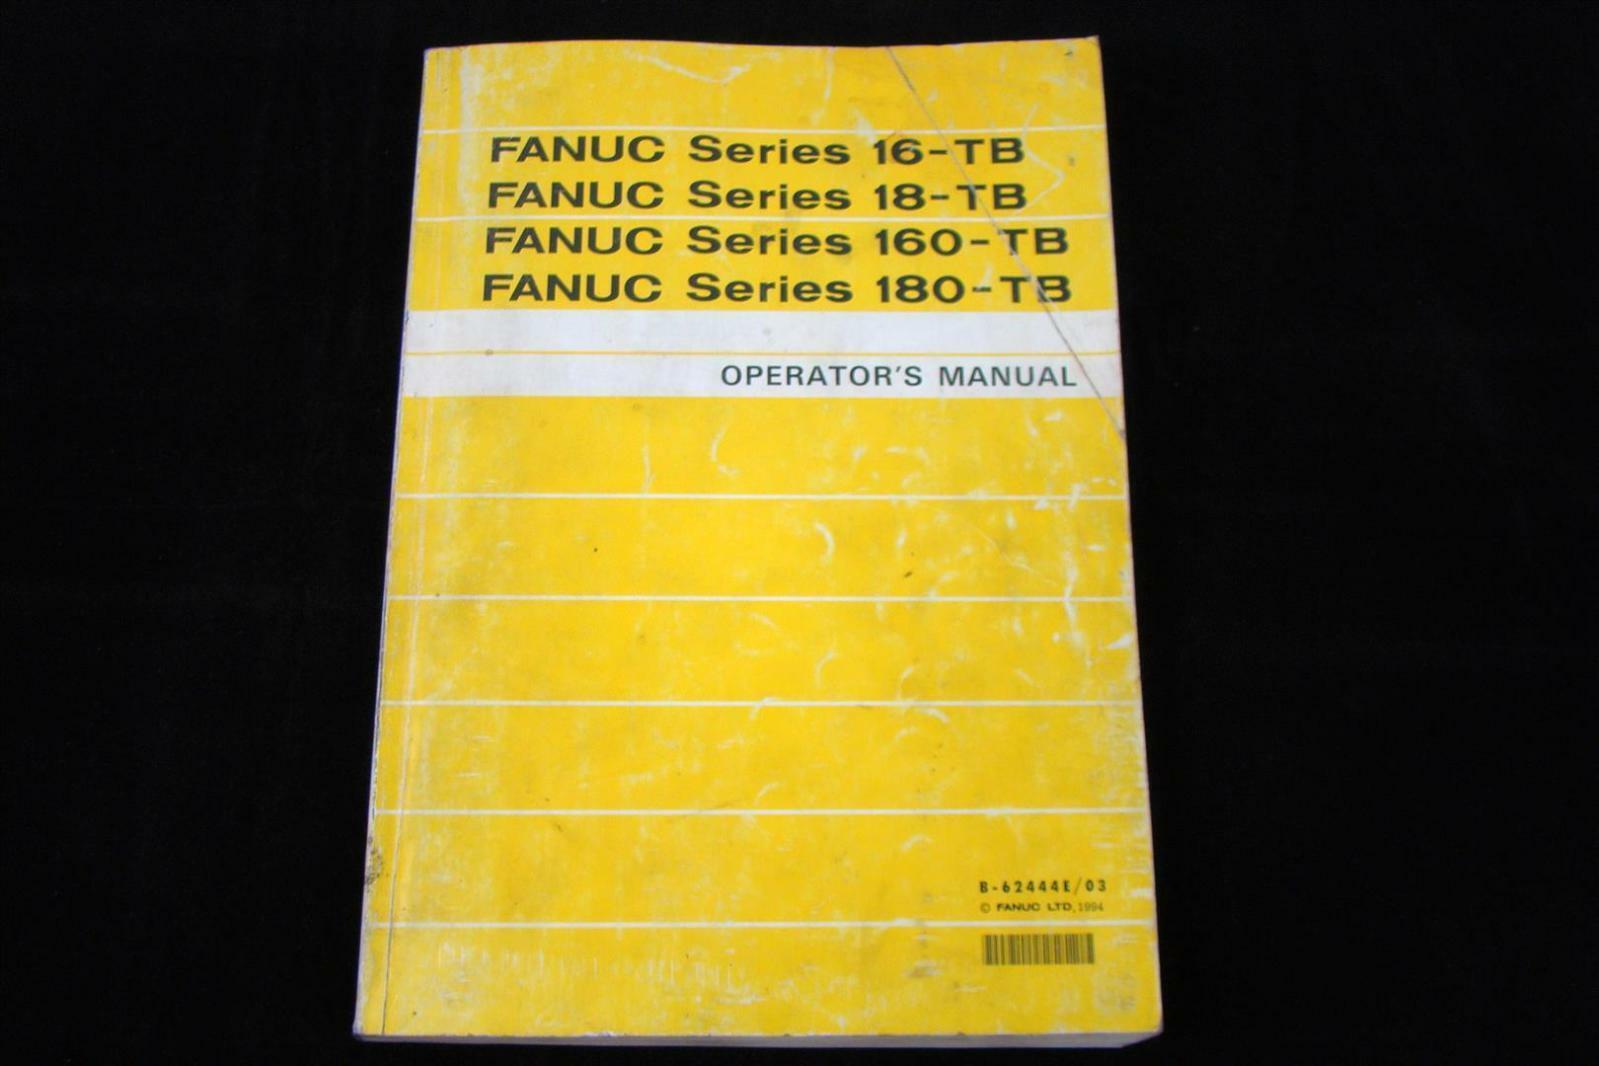 FANUC Series 16-TB
FANUC Series 18-TB
FANUC Series 160-TB
FANUC Series 180-TB
OPERATOR'S MANUAL
B-62444E/03
© FANUC LTD, 1994